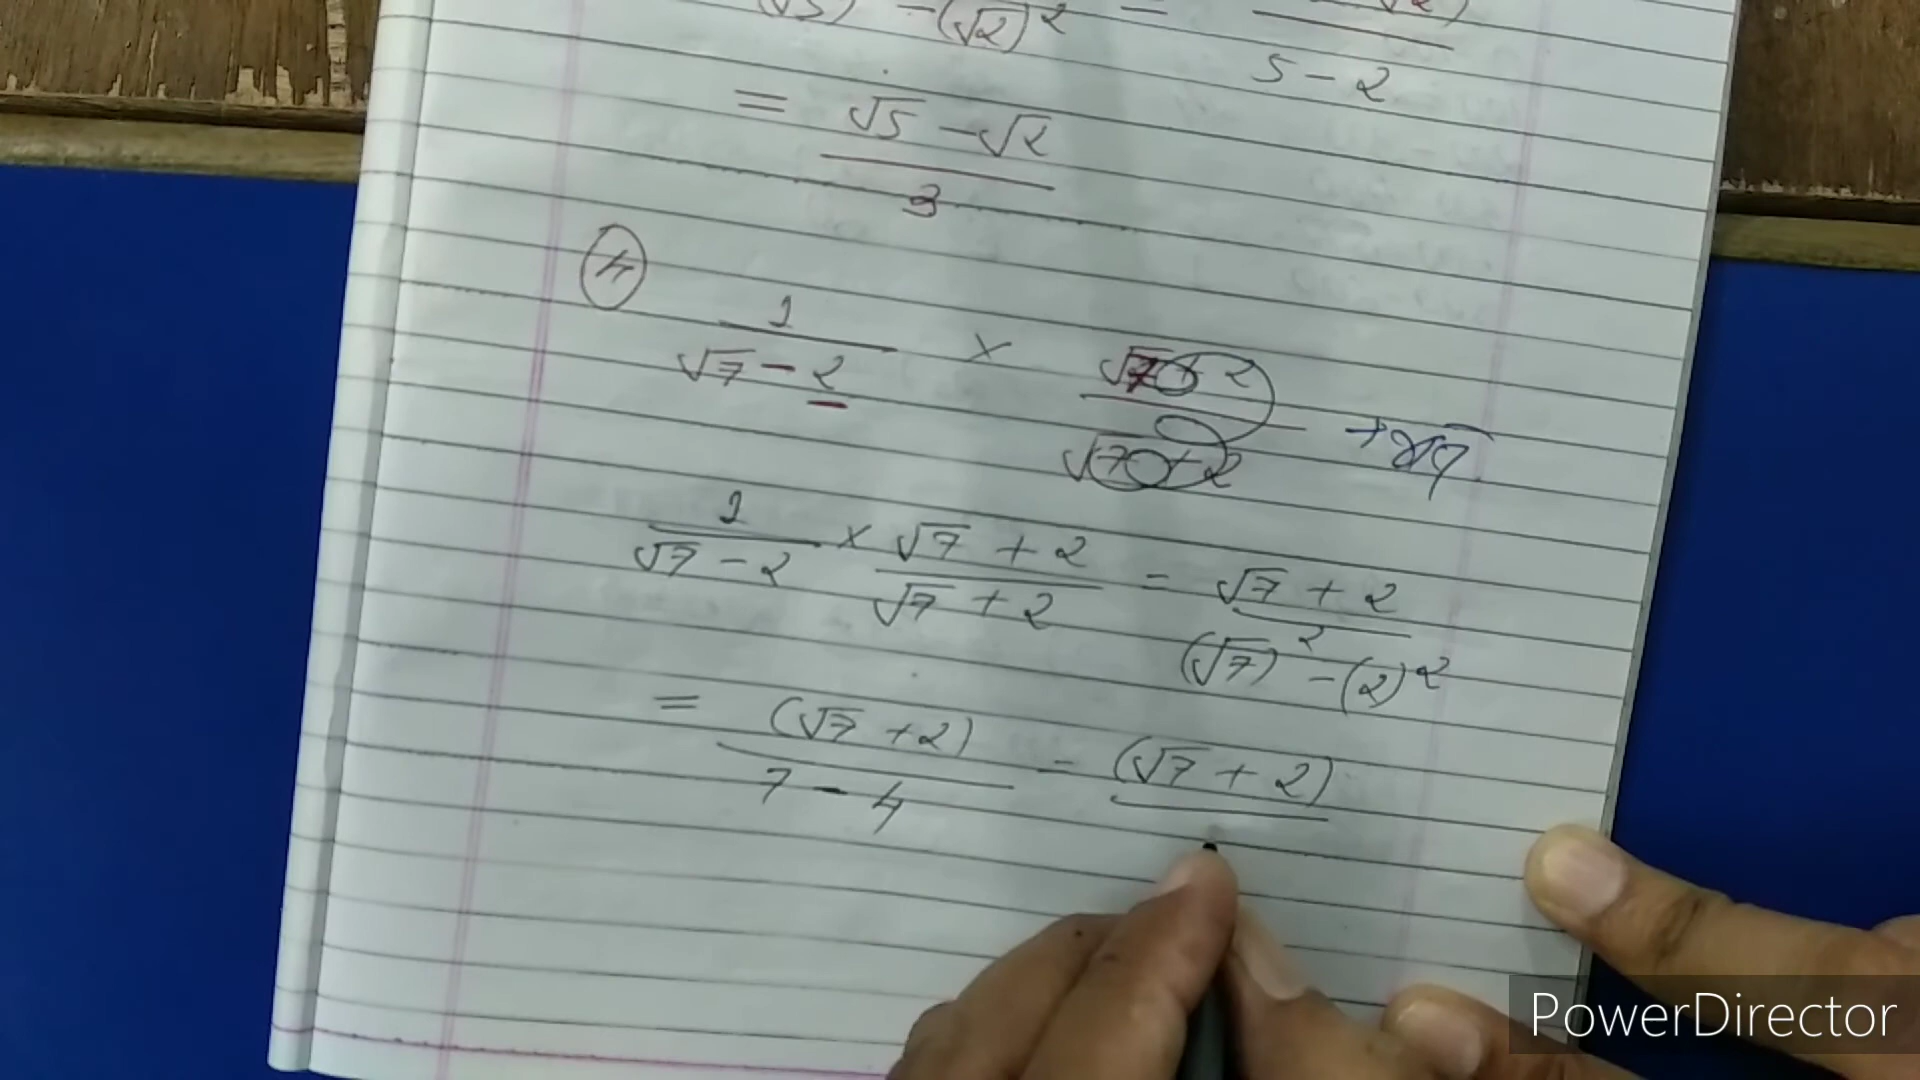 (√5) - (√2)² = √2)
5 - 2
= √5 - √2
3
4
1 × √7 + 2
√7 - 2 √7 + 2
1 × √7 + 2 = √7 + 2
√7 - 2 √7 + 2 (√7)² - (2)²
= (√7 + 2) = (√7 + 2)
7 - 4
PowerDirector